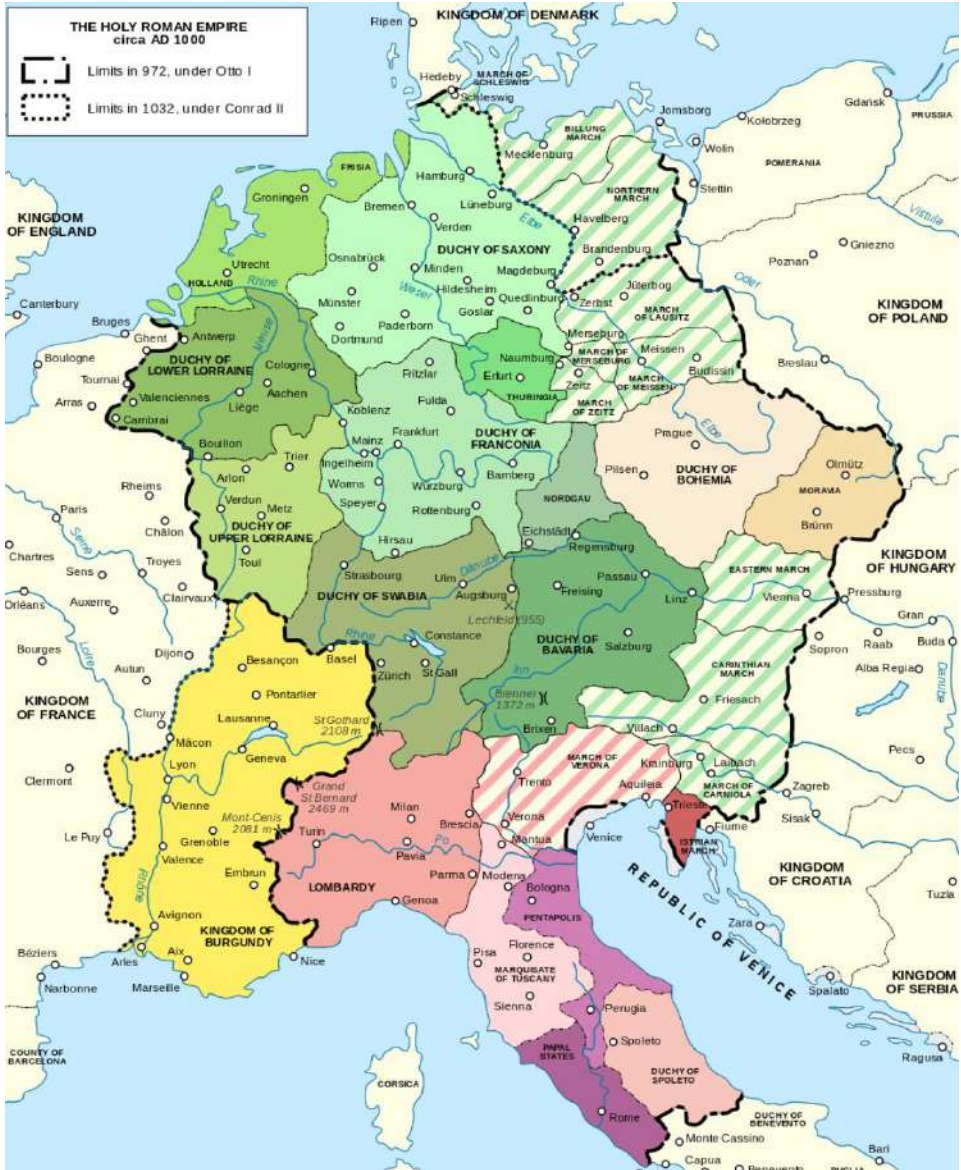 THE HOLY ROMAN EMPIRE
circa AD 1000
Limits in 972, under Otto I
Limits in 1032, under Conrad II
KINGDOM OF DENMARK
Ripen
Hedeby
MARCH OF
SCHLESWIG
Schleswig
Jomsborg
Kołobrzeg
Gdańsk
PRUSSIA
BILLUNG
MARCH
Mecklenburg
Wolin
POMERANIA
Stettin
FRISIA
Groningen
Hamburg
Lüneburg
Bremen
Verden
NORTHERN
MARCH
Havelberg
Brandenburg
Elbe
Vistula
KINGDOM
OF ENGLAND
Utrecht
HOLLAND
Rhine
Osnabrück
DUCHY OF SAXONY
Minden
Hildesheim
Magdeburg
Weser
Goslar
Quedlinburg
Zerbst
Jüterbog
MARCH
OF LAUSITZ
Gniezno
Poznan
Oder
KINGDOM
OF POLAND
Canterbury
Bruges
Ghent
Antwerp
Münster
Paderborn
Dortmund
Merseburg
MARCH OF
MERSEBURG
Meissen
Budissin
Breslau
Boulogne
Tournai
Arras
Valenciennes
Cambrai
DUCHY OF
LOWER LORRAINE
Meuse
Cologne
Aachen
Liège
Fritzlar
Naumburg
Erfurt
THURINGIA
Zeitz
MARCH
OF MEISSEN
MARCH
OF ZEITZ
Koblenz
Fulda
Bouillon
Frankfurt
Mainz
Ingelheim
DUCHY OF
FRANCONIA
Prague
Elbe
Pilsen
DUCHY OF
BOHEMIA
Olmütz
MORAVIA
Brünn
Trier
Arlon
Worms
Würzburg
Bamberg
Rheims
Verdun
Metz
Speyer
Rottenburg
NORDGAU
Paris
Châlon
DUCHY OF
UPPER LORRAINE
Toul
Hirsau
Eichstädt
Regensburg
KINGDOM
OF HUNGARY
Seine
Chartres
Troyes
Sens
Strasbourg
Ulm
Danube
Augsburg
Freising
Passau
Linz
EASTERN MARCH
Vienna
Pressburg
Orléans
Auxerre
Clairvaux
DUCHY OF SWABIA
Lechfeld (955)
Gran
Buda
Raab
Sopron
Loire
Bourges
Autun
Dijon
Besançon
Basel
Rhine
Constance
Zürich
St Gall
DUCHY OF
BAVARIA
Salzburg
Inn
CARINTHIAN
MARCH
Alba Regia
Danube
KINGDOM
OF FRANCE
Pontarlier
Cluny
Lausanne
St Gothard
2108 m
Brenner
1372 m
Brixen
Friesach
Villach
Mâcon
Geneva
Lyon
Clermont
Grand
St Bernard
2469 m
MARCH OF
VERONA
Trento
Krainburg
Laibach
MARCH OF
CARNIOLA
Pecs
Zagreb
Sisak
Vienne
Mont-Cenis
2081 m
Milan
Aquileia
Trieste
Fiume
ISTRIAN
MARCH
Le Puy
Grenoble
Turin
Brescia
Verona
Mantua
Venice
Valence
Pavia
Po
Embrun
LOMBARDY
Parma
Modena
Genoa
Bologna
PENTAPOLIS
KINGDOM
OF CROATIA
Tuzla
Rhône
Avignon
KINGDOM OF
BURGUNDY
REPUBLIC OF VENICE
Zara
Béziers
Arles
Aix
Nice
Marseille
Narbonne
Pisa
Florence
MARQUISATE
OF TUSCANY
Sienna
Perugia
Spalato
KINGDOM
OF SERBIA
COUNTY OF
BARCELONA
CORSICA
PAPAL
STATES
Spoleto
DUCHY OF
SPOLETO
Ragusa
Rome
DUCHY OF
BENEVENTO
Monte Cassino
Bari
Capua
Benevento